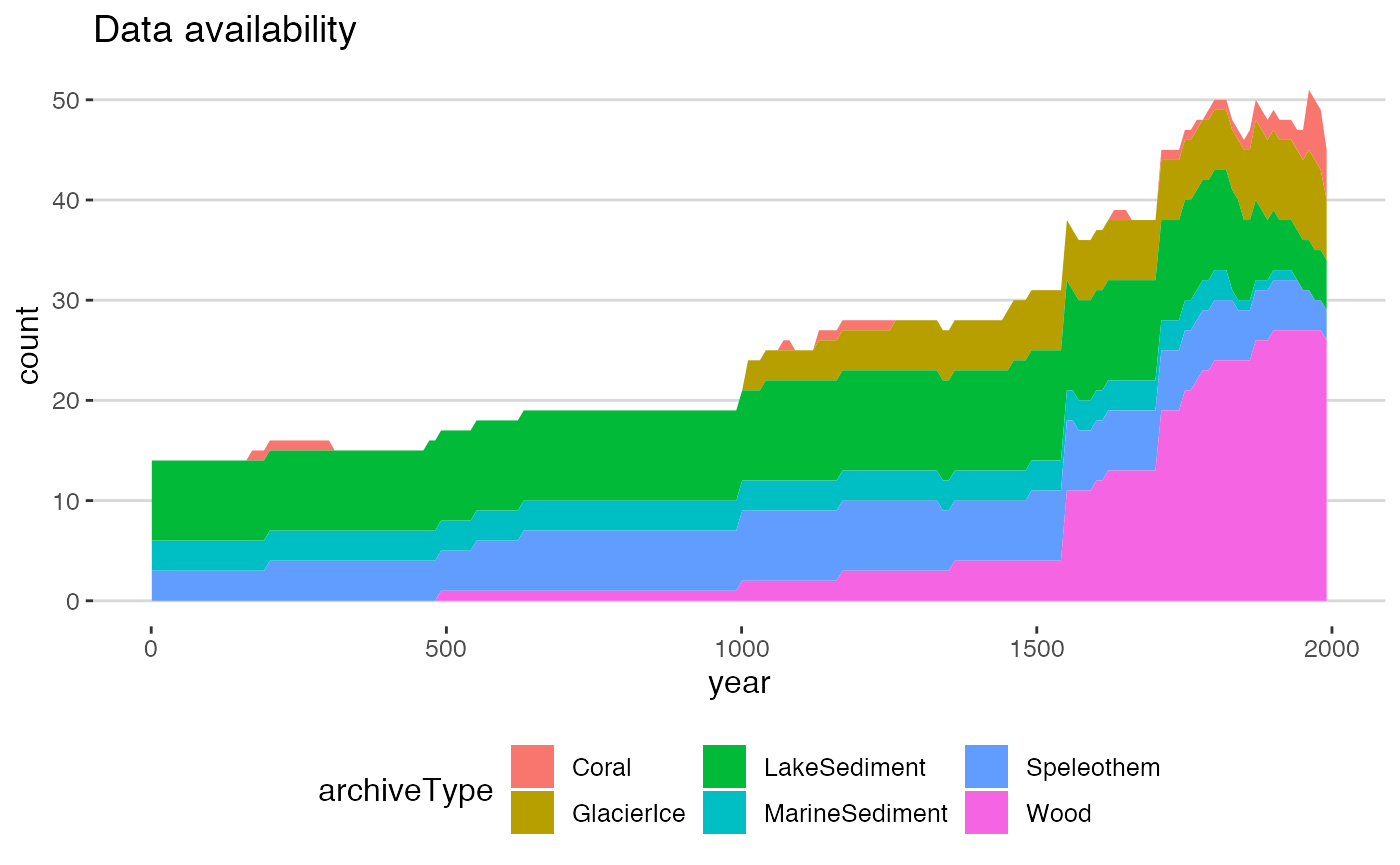 Data availability
50
40
30
20
10
0
count
0 500 1000 1500 2000
year
archiveType
Coral LakeSediment Speleothem
GlacierIce MarineSediment Wood